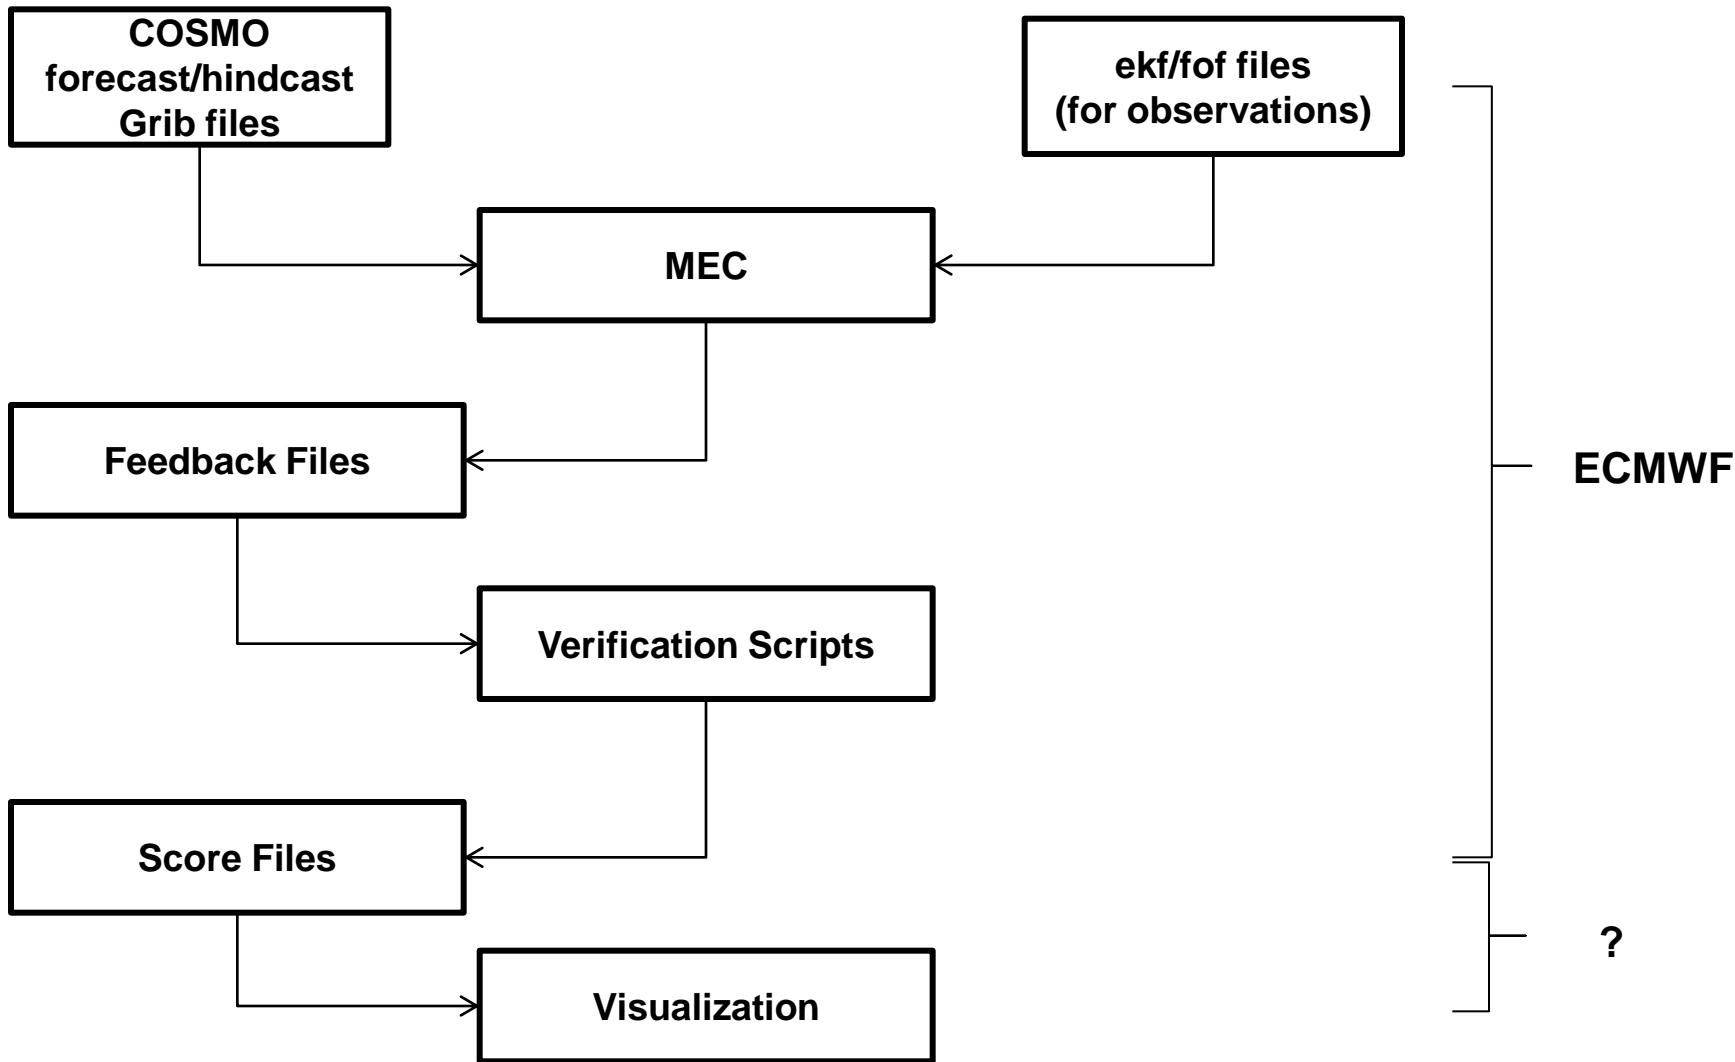 COSMO
forecast/hindcast
Grib files
ekf/fof files
(for observations)
MEC
Feedback Files
ECMWF
Verification Scripts
Score Files
?
Visualization